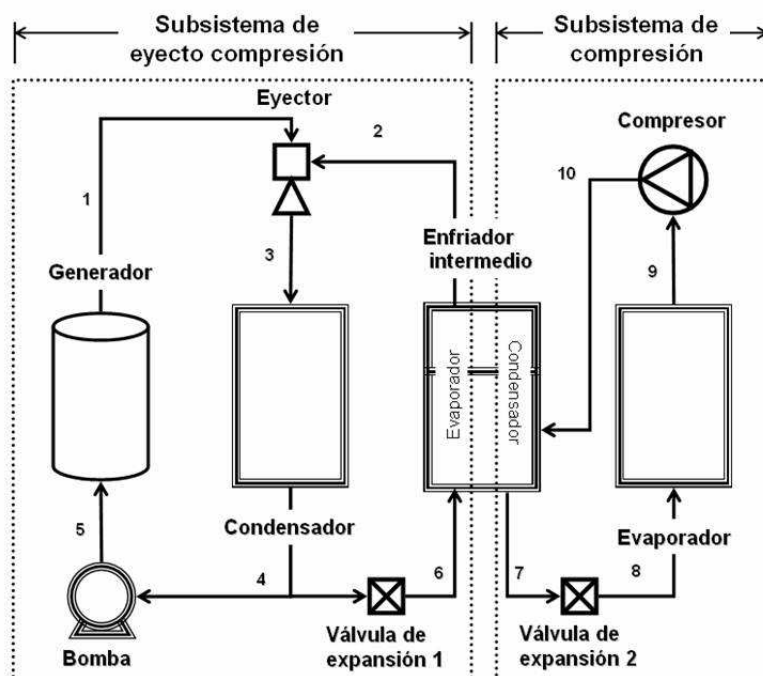 Subsistema de
eyecto compresión
Subsistema de
compresión
Eyector
Compresor
1
2
10
3
Enfriador
intermedio
9
Generador
Evaporador
Condensador
5
Condensador
Evaporador
4
6
7
8
Bomba
Válvula de
expansión 1
Válvula de
expansión 2